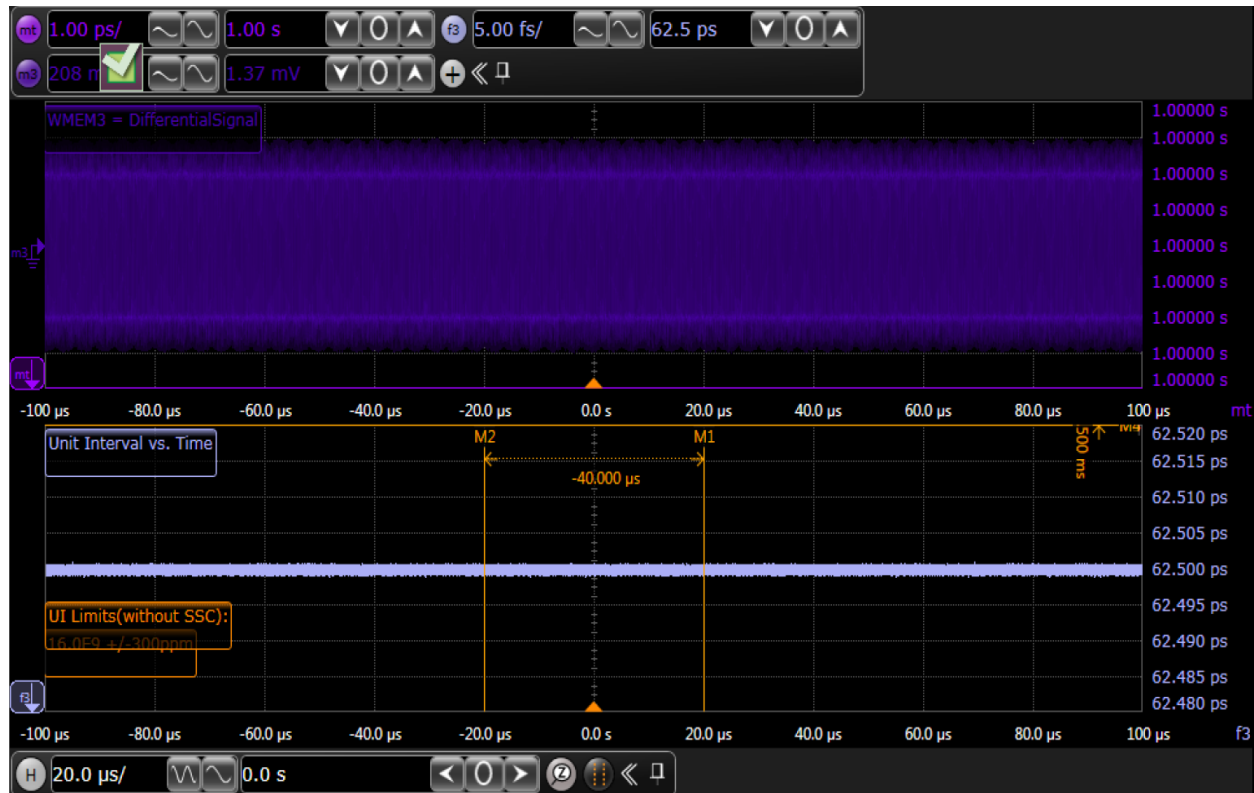 mt 1.00 ps/ 1.00 s f3 5.00 fs/ 62.5 ps
m3 208 m 1.37 mV
WMEM3 = DifferentialSignal
1.00000 s
1.00000 s
1.00000 s
1.00000 s
1.00000 s
1.00000 s
1.00000 s
1.00000 s
1.00000 s
m3
mt
-100 µs -80.0 µs -60.0 µs -40.0 µs -20.0 µs 0.0 s 20.0 µs 40.0 µs 60.0 µs 80.0 µs 100 µs mt
Unit Interval vs. Time
M2 M1 M4
-40.000 µs
500 ms
62.520 ps
62.515 ps
62.510 ps
62.505 ps
62.500 ps
62.495 ps
62.490 ps
62.485 ps
62.480 ps
UI Limits(without SSC):
16.0E9 +/-300ppm
f3
-100 µs -80.0 µs -60.0 µs -40.0 µs -20.0 µs 0.0 s 20.0 µs 40.0 µs 60.0 µs 80.0 µs 100 µs f3
H 20.0 µs/ 0.0 s Z